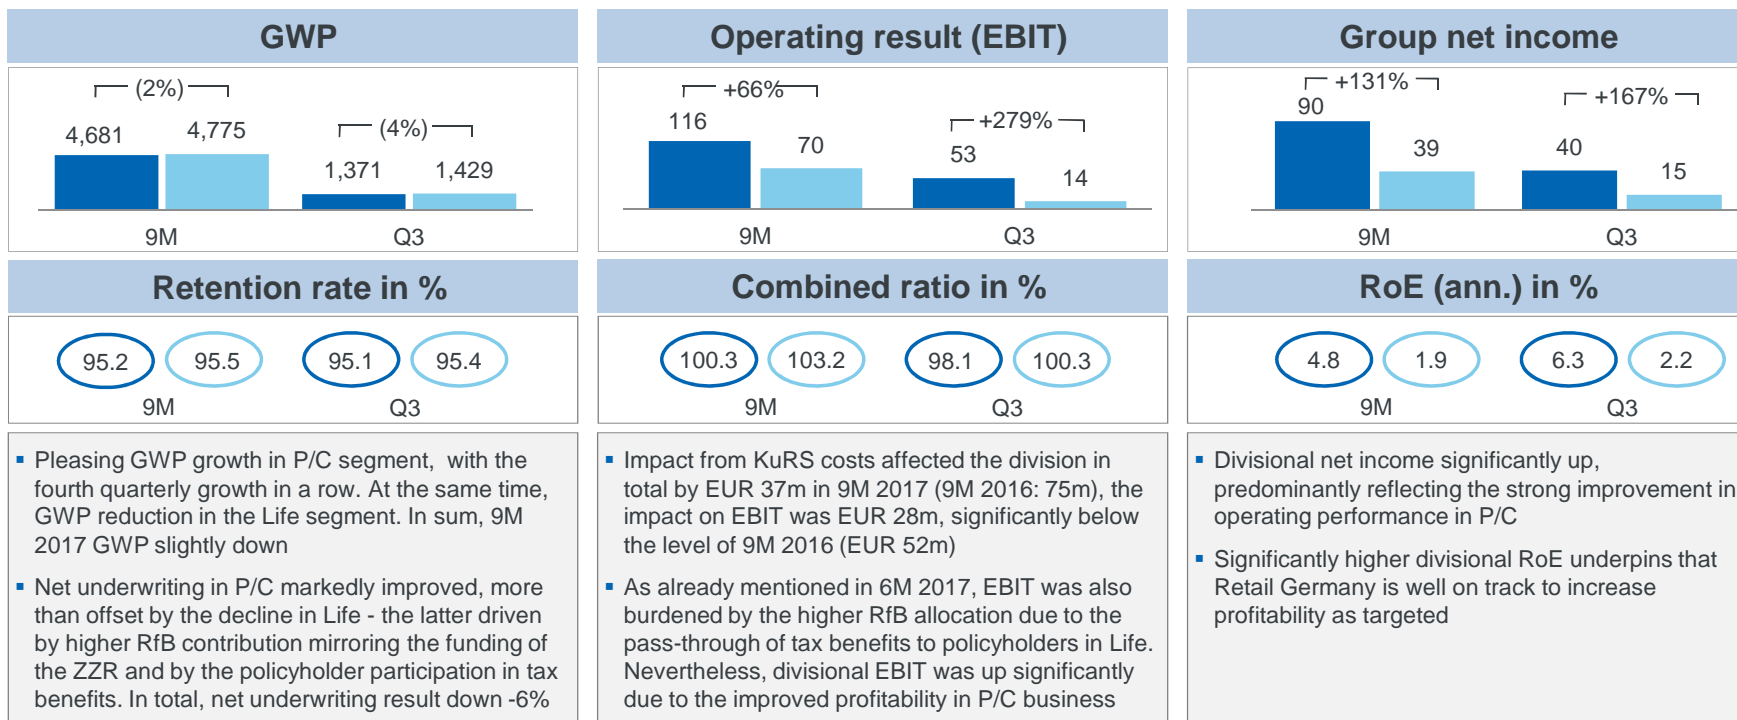 GWP
(2%)
4,681
4,775
(4%)
1,371
1,429
9M
Q3
Operating result (EBIT)
+66%
116
70
+279%
53
14
9M
Q3
Group net income
+131%
90
39
+167%
40
15
9M
Q3
Retention rate in %
95.2
95.5
95.1
95.4
9M
Q3
Combined ratio in %
100.3
103.2
98.1
100.3
9M
Q3
RoE (ann.) in %
4.8
1.9
6.3
2.2
9M
Q3
▪ Pleasing GWP growth in P/C segment, with the
fourth quarterly growth in a row. At the same time,
GWP reduction in the Life segment. In sum, 9M
2017 GWP slightly down
▪ Net underwriting in P/C markedly improved, more
than offset by the decline in Life - the latter driven
by higher RfB contribution mirroring the funding of
the ZZR and by the policyholder participation in tax
benefits. In total, net underwriting result down -6%
▪ Impact from KuRS costs affected the division in
total by EUR 37m in 9M 2017 (9M 2016: 75m), the
impact on EBIT was EUR 28m, significantly below
the level of 9M 2016 (EUR 52m)
▪ As already mentioned in 6M 2017, EBIT was also
burdened by the higher RfB allocation due to the
pass-through of tax benefits to policyholders in Life.
Nevertheless, divisional EBIT was up significantly
due to the improved profitability in P/C business
▪ Divisional net income significantly up,
predominantly reflecting the strong improvement in
operating performance in P/C
▪ Significantly higher divisional RoE underpins that
Retail Germany is well on track to increase
profitability as targeted